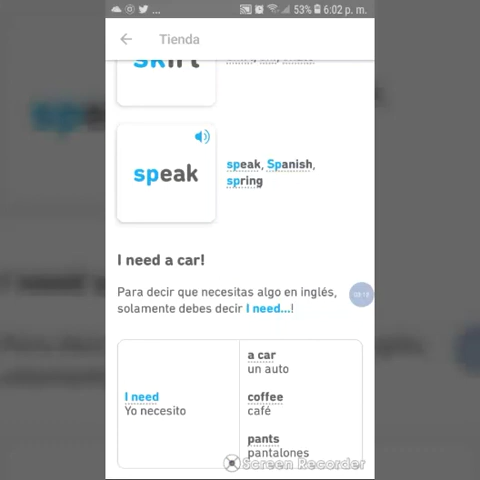 53% 6:02 p. m.
Tienda
skirt
speak
speak, Spanish,
spring
I need a car!
Para decir que necesitas algo en inglés,
solamente debes decir I need...!
a car
un auto
I need
Yo necesito
coffee
café
pants
pantalones
Screen Recorder